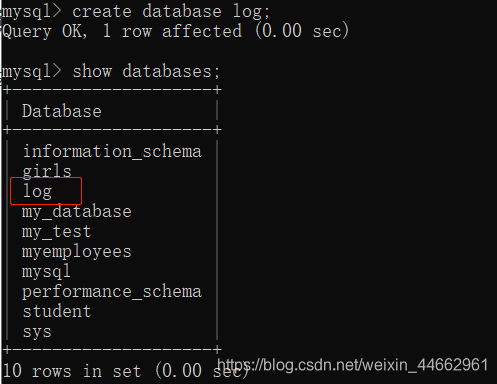 mysql> create database log;
Query OK, 1 row affected (0.00 sec)
mysql> show databases;
+--------------------+
| Database |
+--------------------+
| information_schema |
| girls |
| log |
| my_database |
| my_test |
| myemployees |
| mysql |
| performance_schema |
| student |
| sys |
+--------------------+
10 rows in set (0.00 sec)
https://blog.csdn.net/weixin_44662961